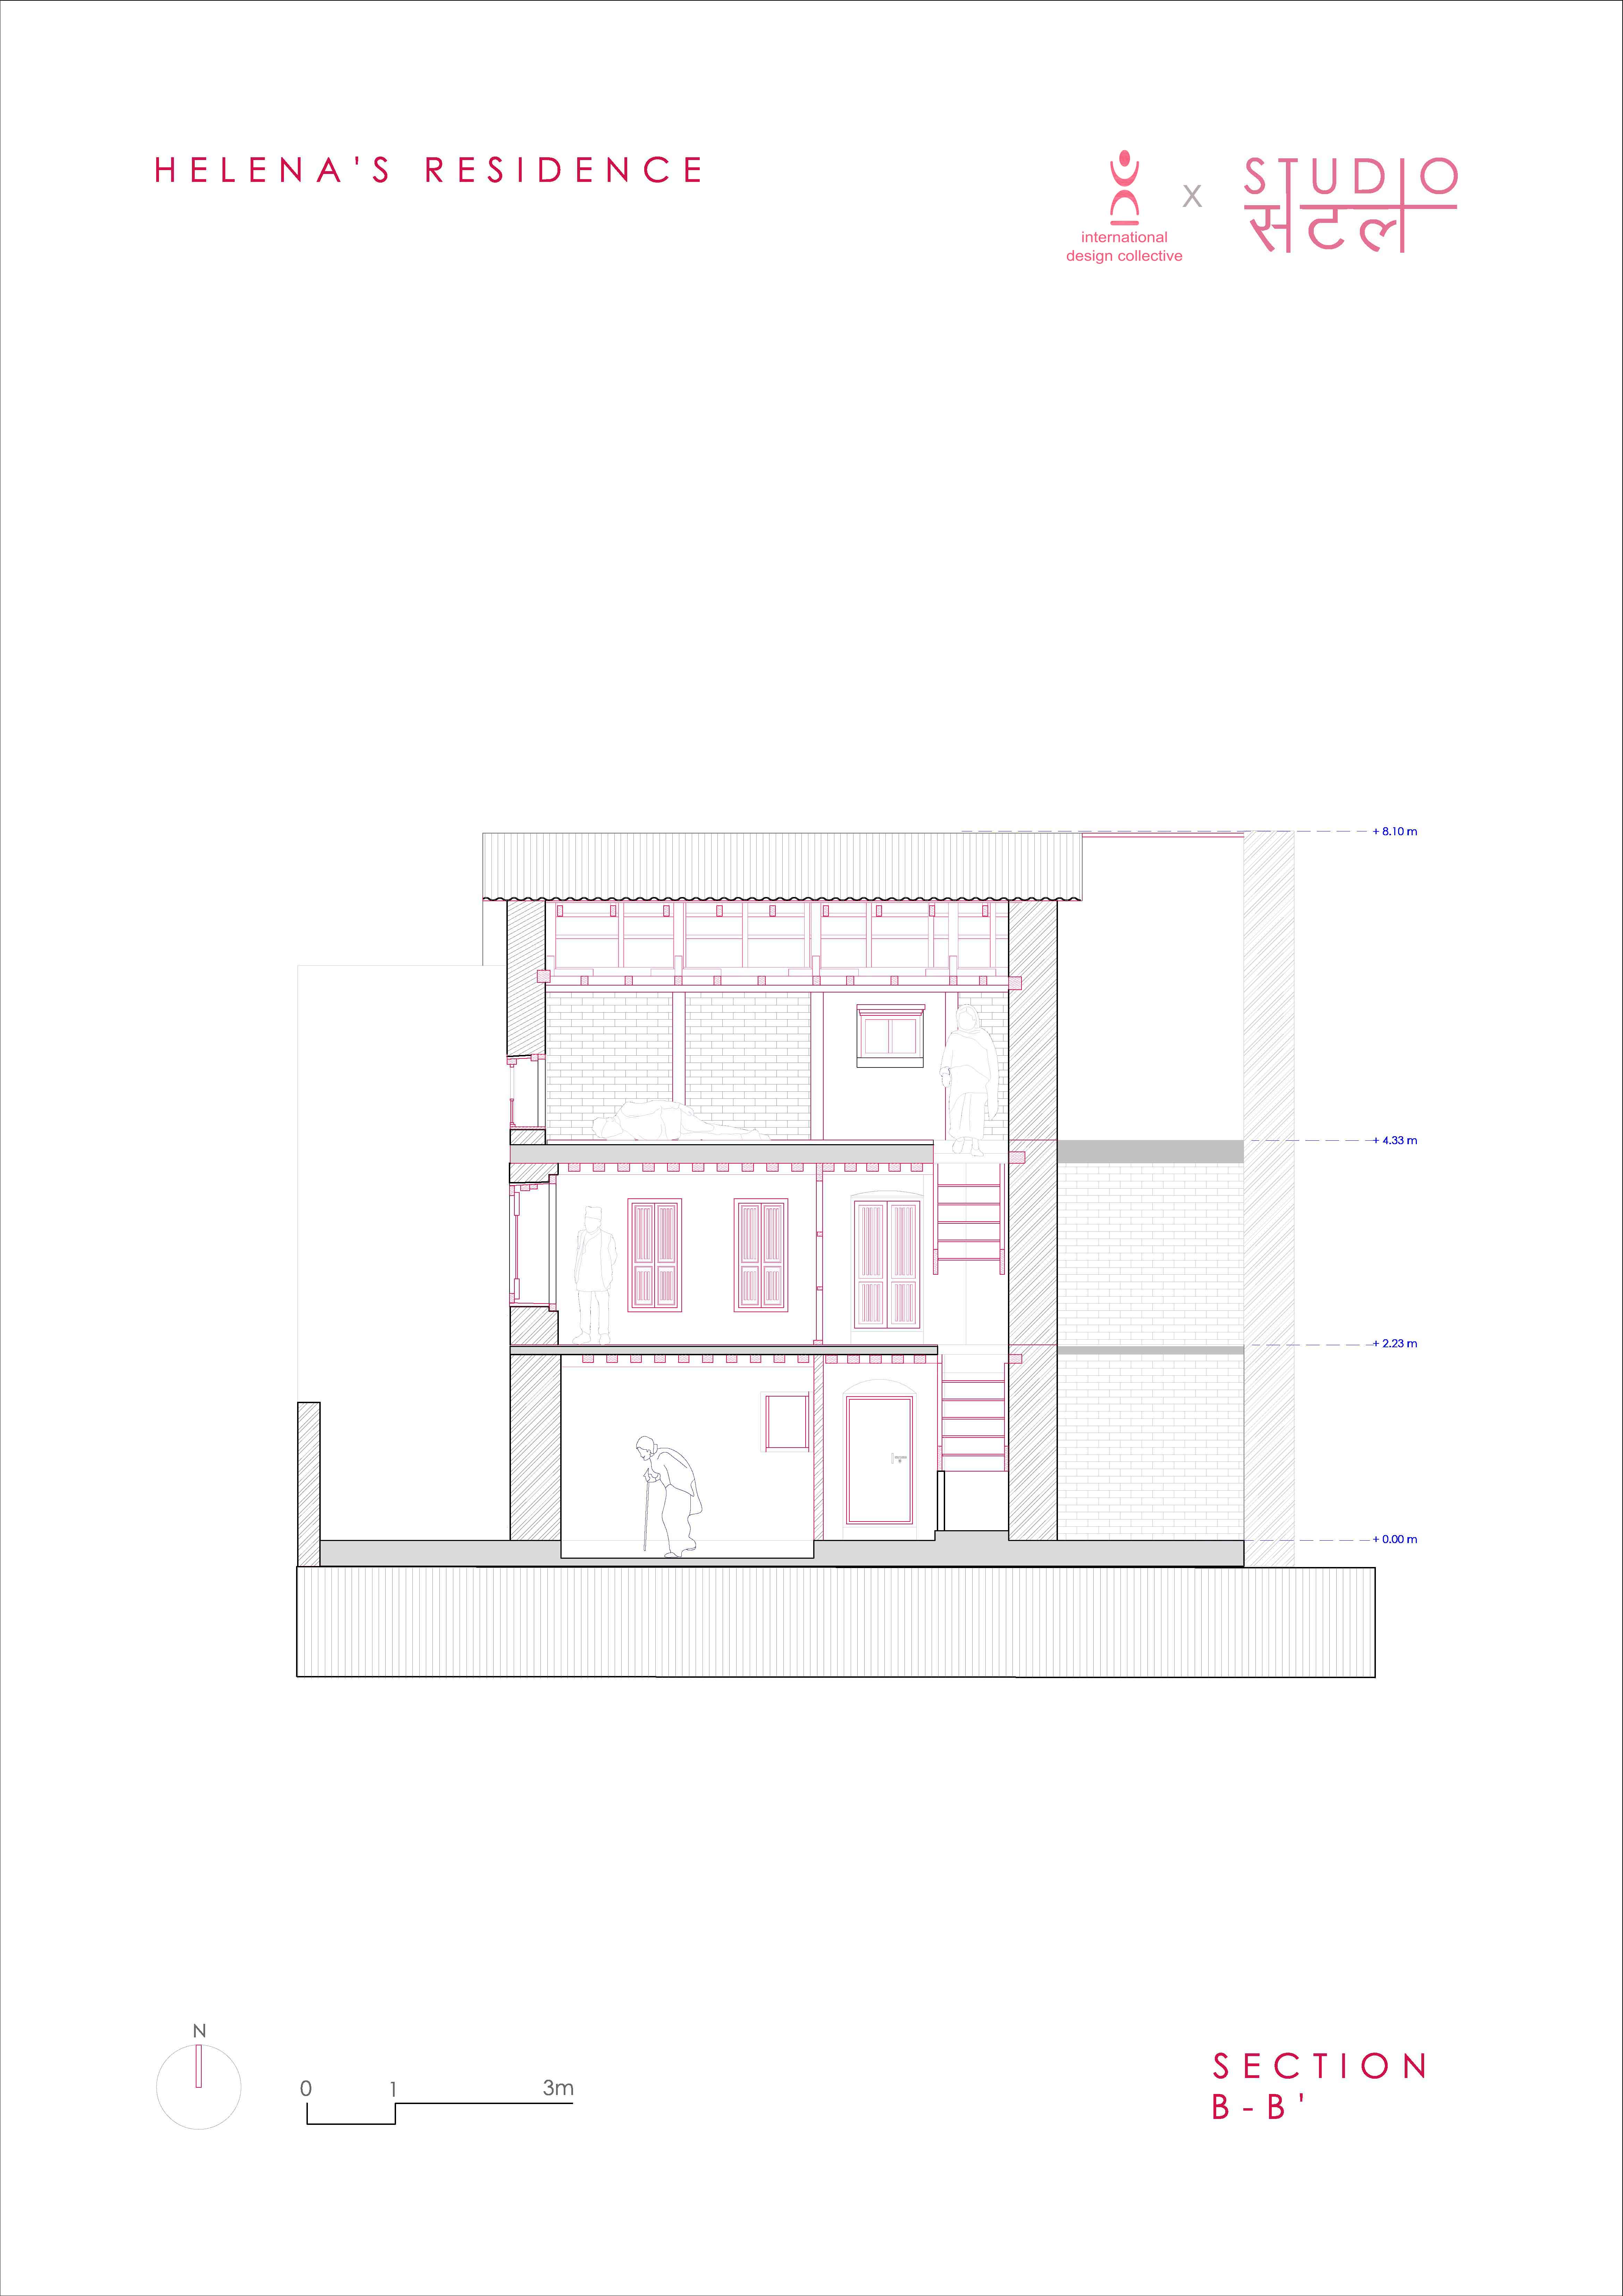 HELENA'S RESIDENCE
international
design collective
X
STUDIO
सटल
+ 8.10 m
+ 4.33 m
+ 2.23 m
+ 0.00 m
N
0 1 3m
SECTION
B-B'